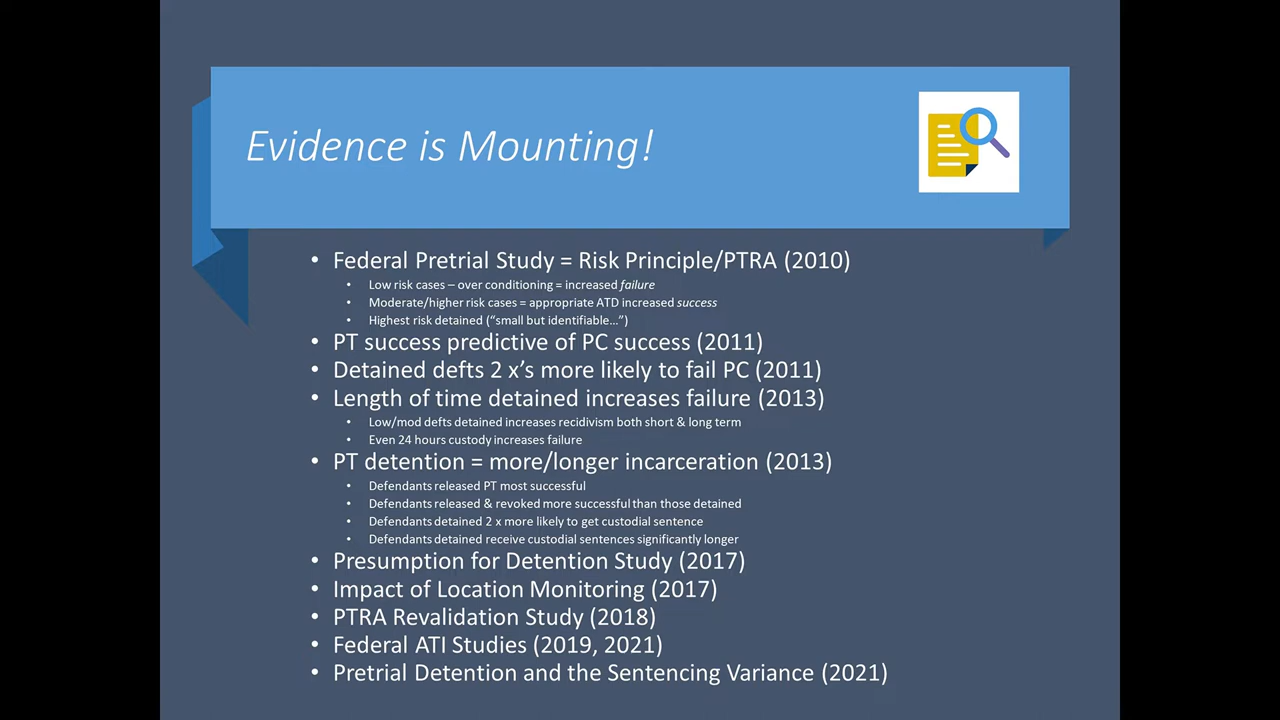 Evidence is Mounting!
• Federal Pretrial Study = Risk Principle/PTRA (2010)
• Low risk cases – over conditioning = increased failure
• Moderate/higher risk cases = appropriate ATD increased success
• Highest risk detained (“small but identifiable…”)
• PT success predictive of PC success (2011)
• Detained defts 2 x’s more likely to fail PC (2011)
• Length of time detained increases failure (2013)
• Low/mod defts detained increases recidivism both short & long term
• Even 24 hours custody increases failure
• PT detention = more/longer incarceration (2013)
• Defendants released PT most successful
• Defendants released & revoked more successful than those detained
• Defendants detained 2 x more likely to get custodial sentence
• Defendants detained receive custodial sentences significantly longer
• Presumption for Detention Study (2017)
• Impact of Location Monitoring (2017)
• PTRA Revalidation Study (2018)
• Federal ATI Studies (2019, 2021)
• Pretrial Detention and the Sentencing Variance (2021)